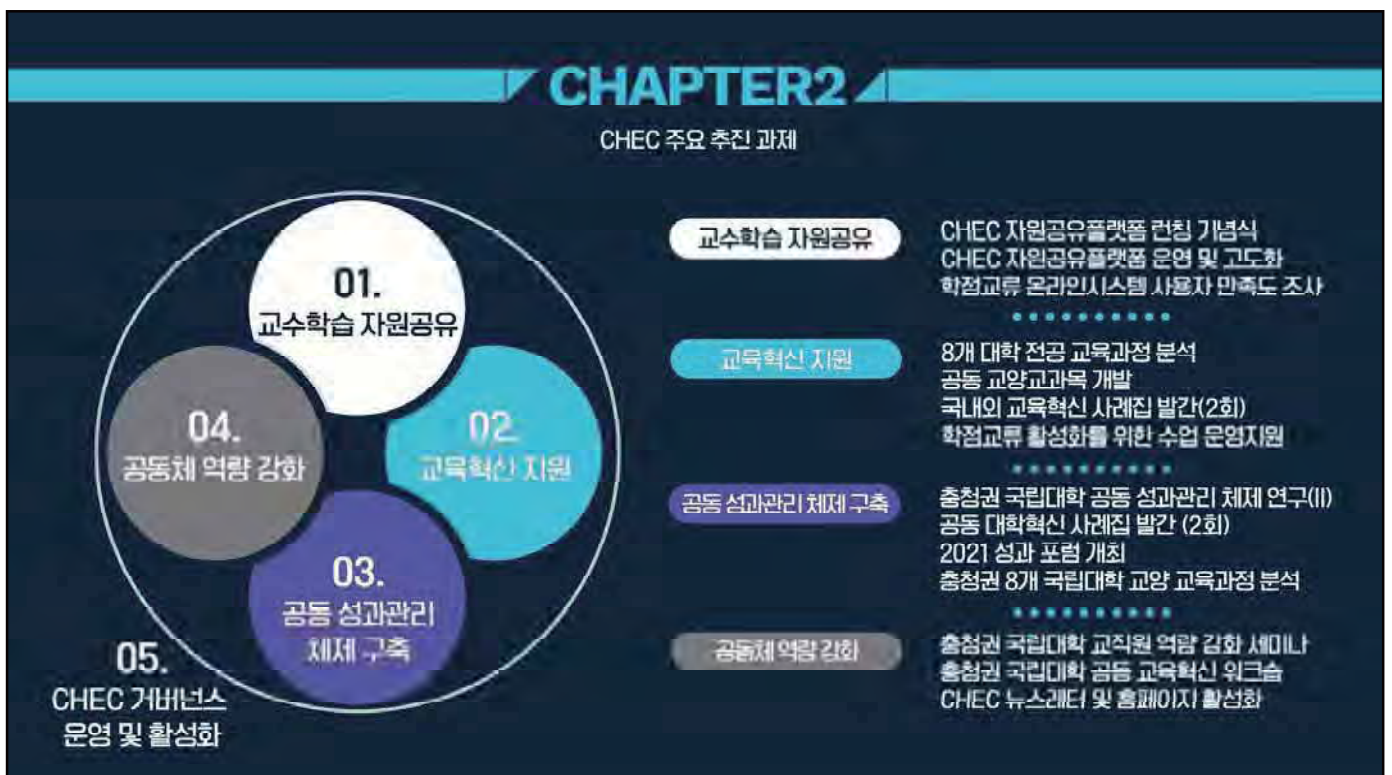 CHAPTER2
CHEC 주요 추진 과제
01.
교수학습 자원공유
02.
교육혁신 지원
03.
공동 성과관리
체제 구축
04.
공동체 역량 강화
05.
CHEC 거버넌스
운영 및 활성화
교수학습 자원공유
CHEC 자원공유플랫폼 런칭 기념식
CHEC 자원공유플랫폼 운영 및 고도화
학점교류 온라인시스템 사용자 만족도 조사
교육혁신 지원
8개 대학 전공 교육과정 분석
공동 교양교과목 개발
국내외 교육혁신 사례집 발간(2회)
학점교류 활성화를 위한 수업 운영지원
공동 성과관리 체제 구축
충청권 국립대학 공동 성과관리 체제 연구(II)
공동 대학혁신 사례집 발간 (2회)
2021 성과 포럼 개최
충청권 8개 국립대학 교양 교육과정 분석
공동체 역량 강화
충청권 국립대학 교직원 역량 강화 세미나
충청권 국립대학 공동 교육혁신 워크숍
CHEC 뉴스레터 및 홈페이지 활성화